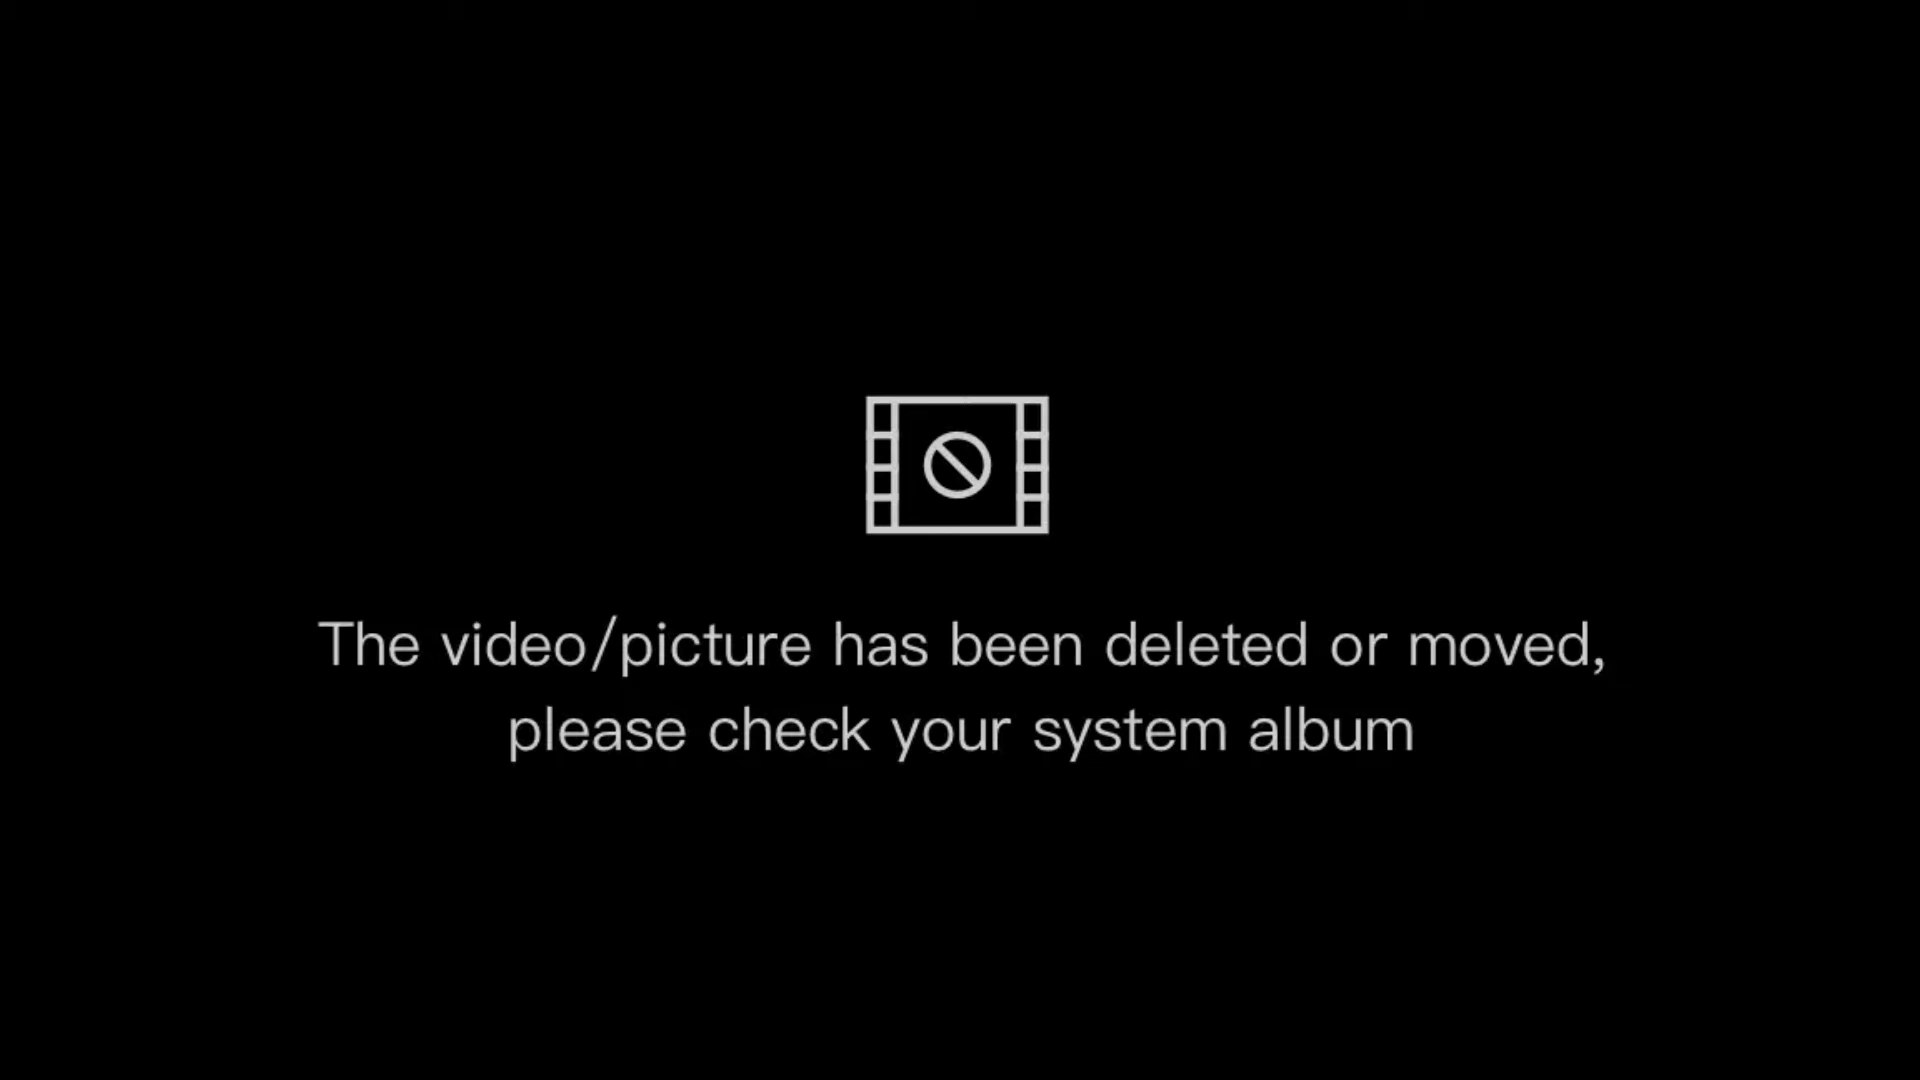 The video/picture has been deleted or moved,
please check your system album